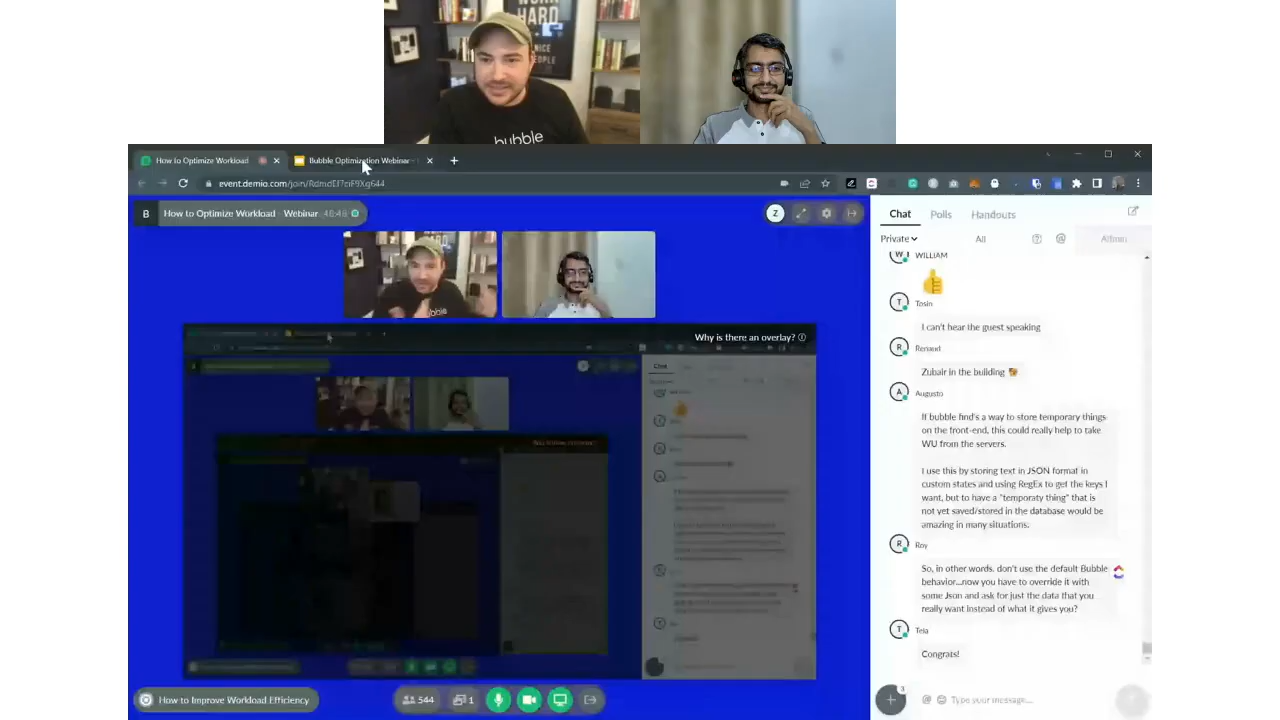 WORK
HARD
NICE
PEOPLE
bubble
How to Optimize Workload
Bubble Optimization Webinar
B
How to Optimize Workload - Webinar
Z
Chat
Polls
Handouts
Private
All
WILLIAM
T
Tosin
I can't hear the guest speaking
R
Renaud
Zubair in the building
A
Augusto
If bubble find's a way to store temporary things
on the front-end, this could really help to take
WU from the servers.
I use this by storing text in JSON format in
custom states and using RegEx to get the keys I
want, but to have a "temporaty thing" that is
not yet saved/stored in the database would be
amazing in many situations.
R
Roy
So, in other words, don't use the default Bubble
behavior...now you have to override it with
some Json and ask for just the data that you
really want instead of what it gives you?
T
Congrats!
Why is there an overlay?
Chat
How to Improve Workload Efficiency
544
1
3
Type your message...